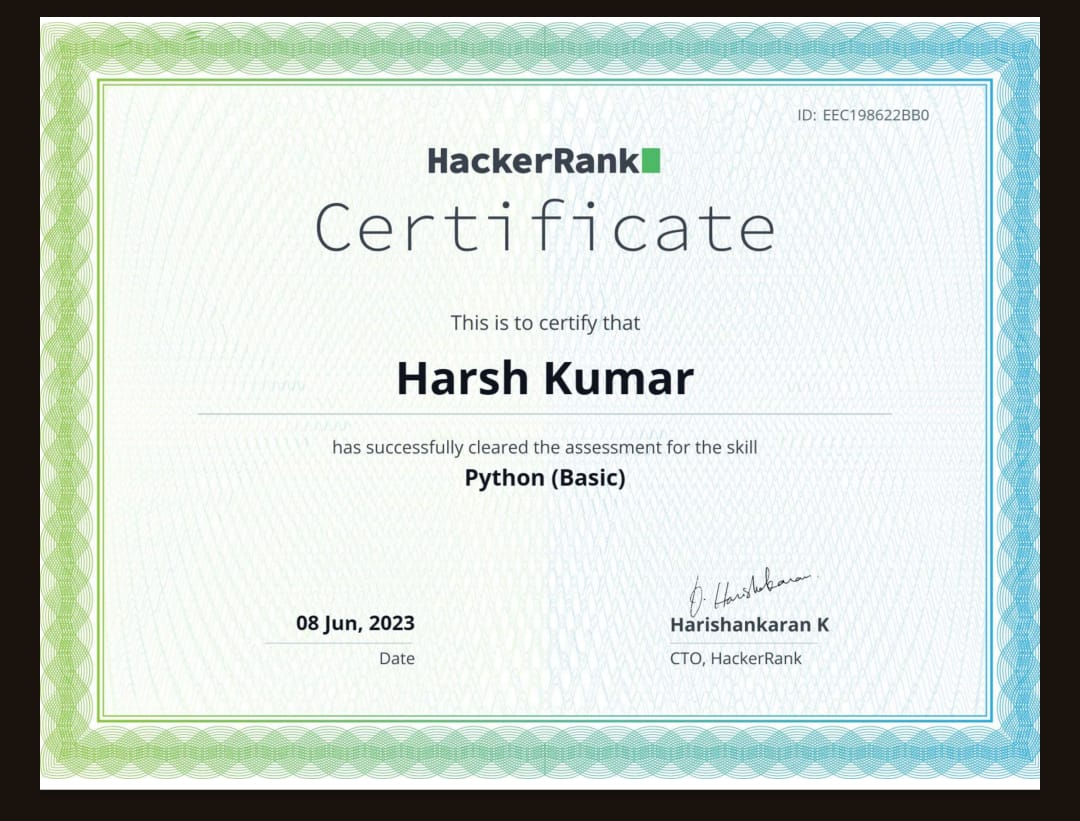 ID: EEC198622BB0
HackerRank
Certificate
This is to certify that
Harsh Kumar
has successfully cleared the assessment for the skill
Python (Basic)
08 Jun, 2023
Date
Harishankaran K
CTO, HackerRank